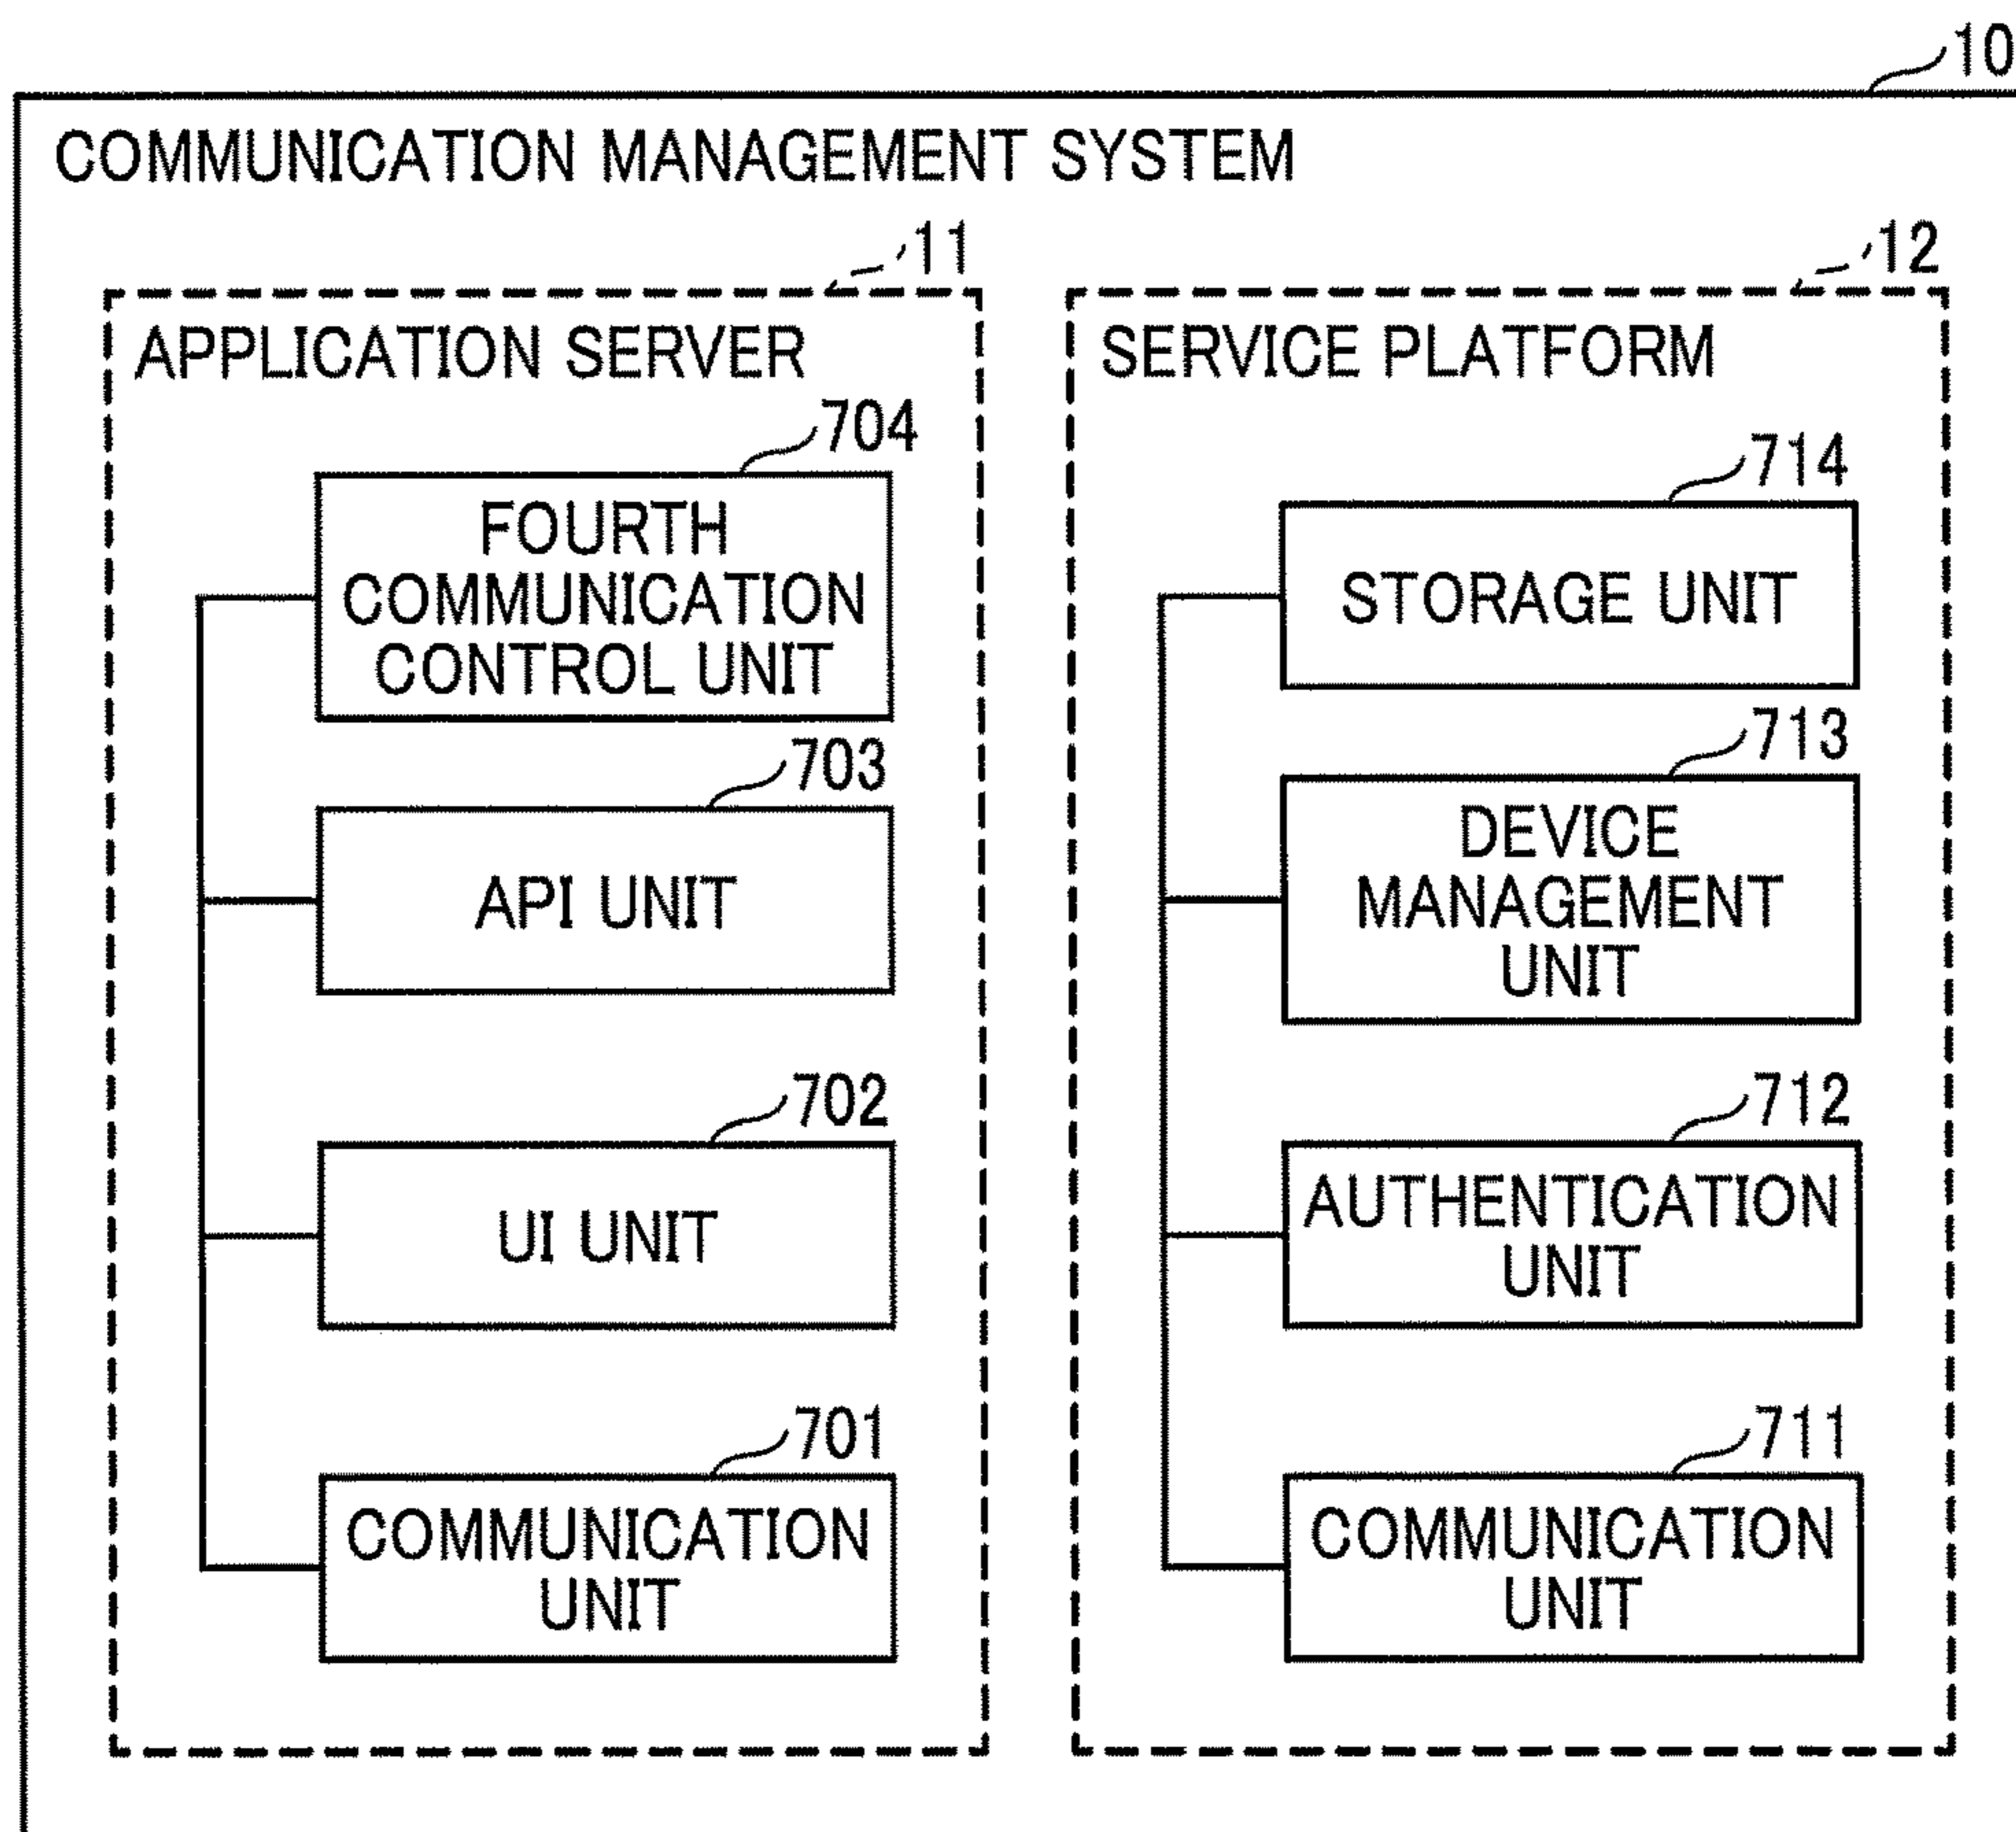 10
COMMUNICATION MANAGEMENT SYSTEM
11
APPLICATION SERVER
704
FOURTH
COMMUNICATION
CONTROL UNIT
703
API UNIT
702
UI UNIT
701
COMMUNICATION
UNIT
12
SERVICE PLATFORM
714
STORAGE UNIT
713
DEVICE
MANAGEMENT
UNIT
712
AUTHENTICATION
UNIT
711
COMMUNICATION
UNIT